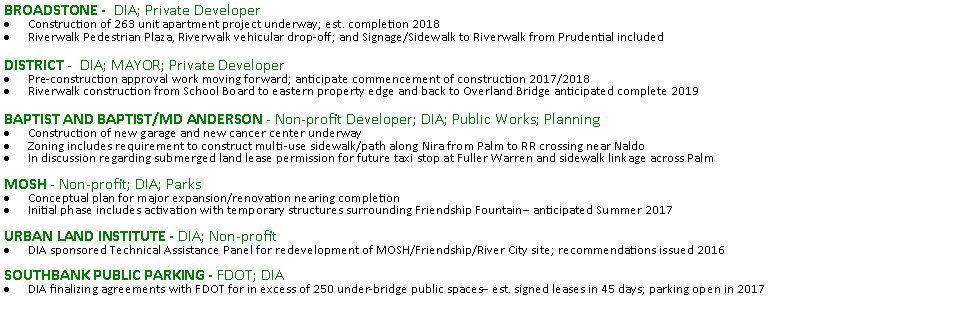 BROADSTONE - DIA; Private Developer
• Construction of 263 unit apartment project underway; est. completion 2018
• Riverwalk Pedestrian Plaza, Riverwalk vehicular drop-off; and Signage/Sidewalk to Riverwalk from Prudential included
DISTRICT - DIA; MAYOR; Private Developer
• Pre-construction approval work moving forward; anticipate commencement of construction 2017/2018
• Riverwalk construction from School Board to eastern property edge and back to Overland Bridge anticipated complete 2019
BAPTIST AND BAPTIST/MD ANDERSON - Non-profit Developer; DIA; Public Works; Planning
• Construction of new garage and new cancer center underway
• Zoning includes requirement to construct multi-use sidewalk/path along Nira from Palm to RR crossing near Naldo
• In discussion regarding submerged land lease permission for future taxi stop at Fuller Warren and sidewalk linkage across Palm
MOSH - Non-profit; DIA; Parks
• Conceptual plan for major expansion/renovation nearing completion
• Initial phase includes activation with temporary structures surrounding Friendship Fountain– anticipated Summer 2017
URBAN LAND INSTITUTE - DIA; Non-profit
• DIA sponsored Technical Assistance Panel for redevelopment of MOSH/Friendship/River City site; recommendations issued 2016
SOUTHBANK PUBLIC PARKING - FDOT; DIA
• DIA finalizing agreements with FDOT for in excess of 250 under-bridge public spaces– est. signed leases in 45 days; parking open in 2017